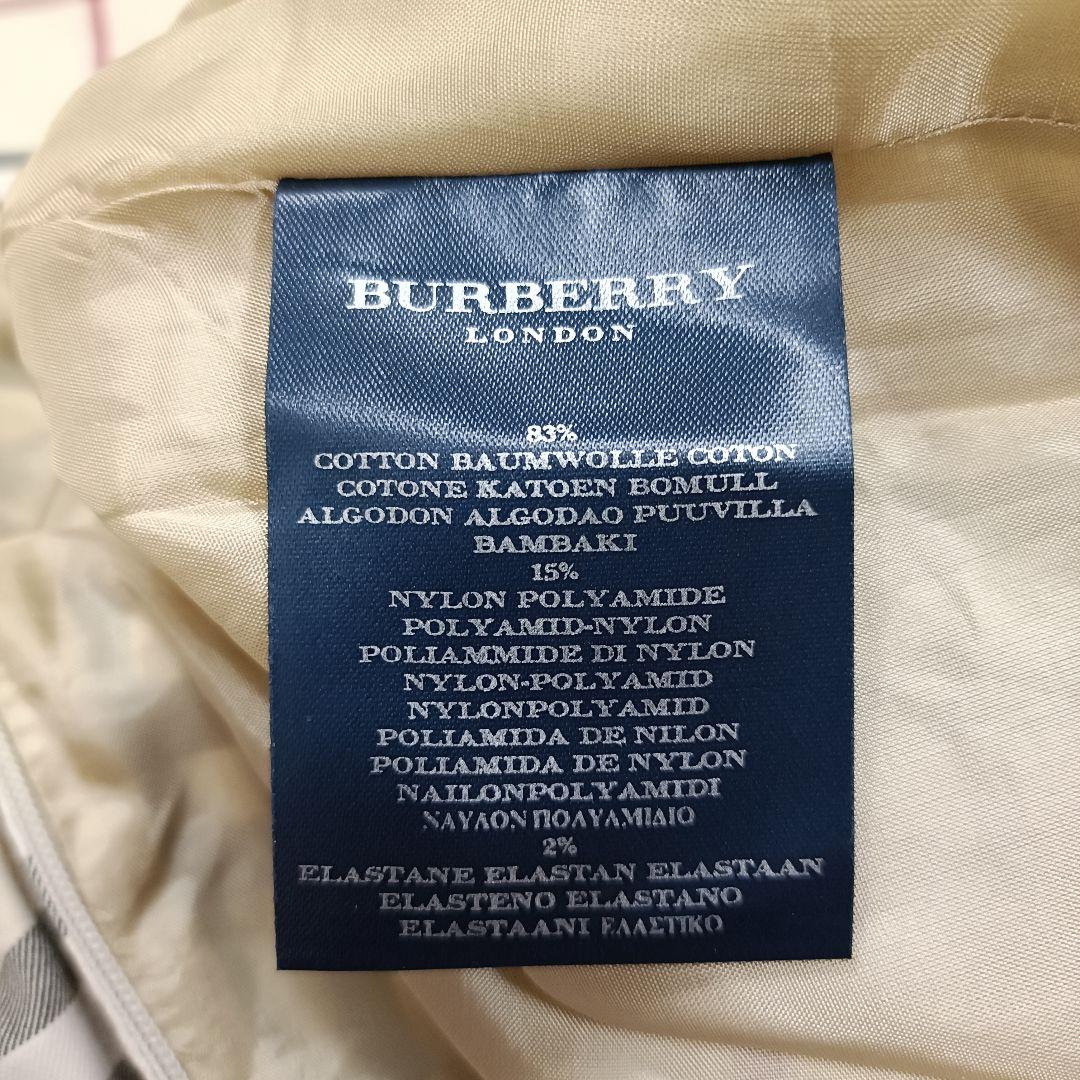 BURBERRY
LONDON
83%
COTTON BAUMWOLLE COTON
COTONE KATOEN BOMULL
ALGODON ALGODAO PUUVILLA
BAMBAKI
15%
NYLON POLYAMIDE
POLYAMID-NYLON
POLIAMMIDE DI NYLON
NYLON-POLYAMID
NYLONPOLYAMID
POLIAMIDA DE NILON
POLIAMIDA DE NYLON
NAILONPOLYAMIDI
ΝΑΥΛΟΝ ΠΟΛΥΑΜΙΔΙΟ
2%
ELASTANE ELASTAN ELASTAAN
ELASTENO ELASTANO
ELASTAANI ΕΛΑΣΤΙΚΟ